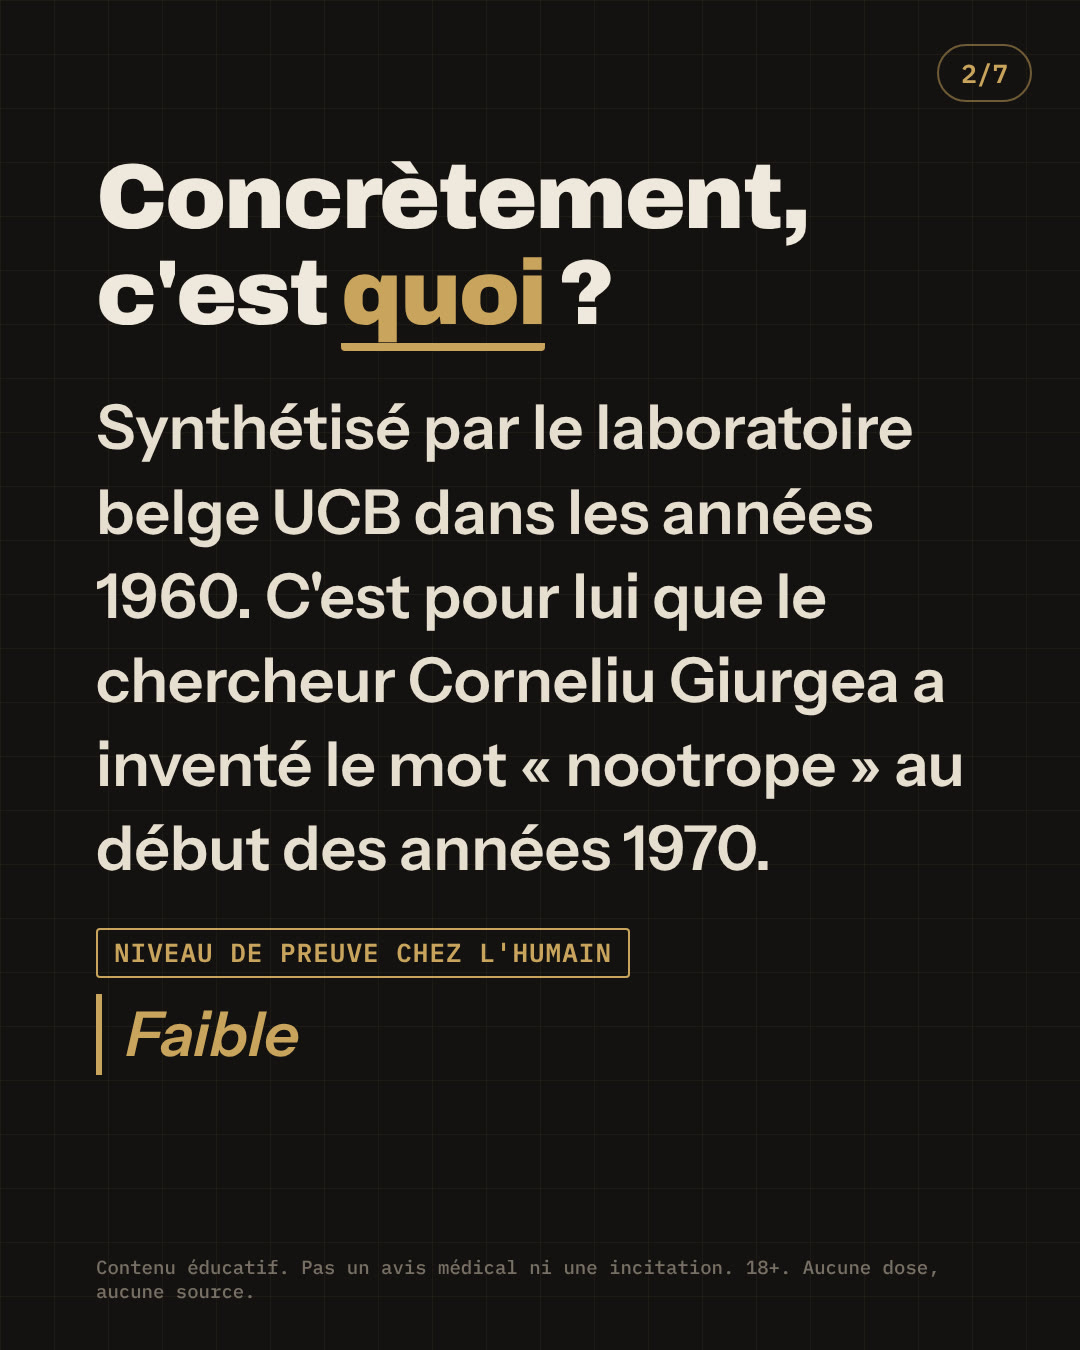 2/7
Concrètement,
c'est quoi ?
Synthétisé par le laboratoire
belge UCB dans les années
1960. C'est pour lui que le
chercheur Corneliu Giurgea a
inventé le mot « nootrope » au
début des années 1970.
NIVEAU DE PREUVE CHEZ L'HUMAIN
Faible
Contenu éducatif. Pas un avis médical ni une incitation. 18+. Aucune dose,
aucune source.